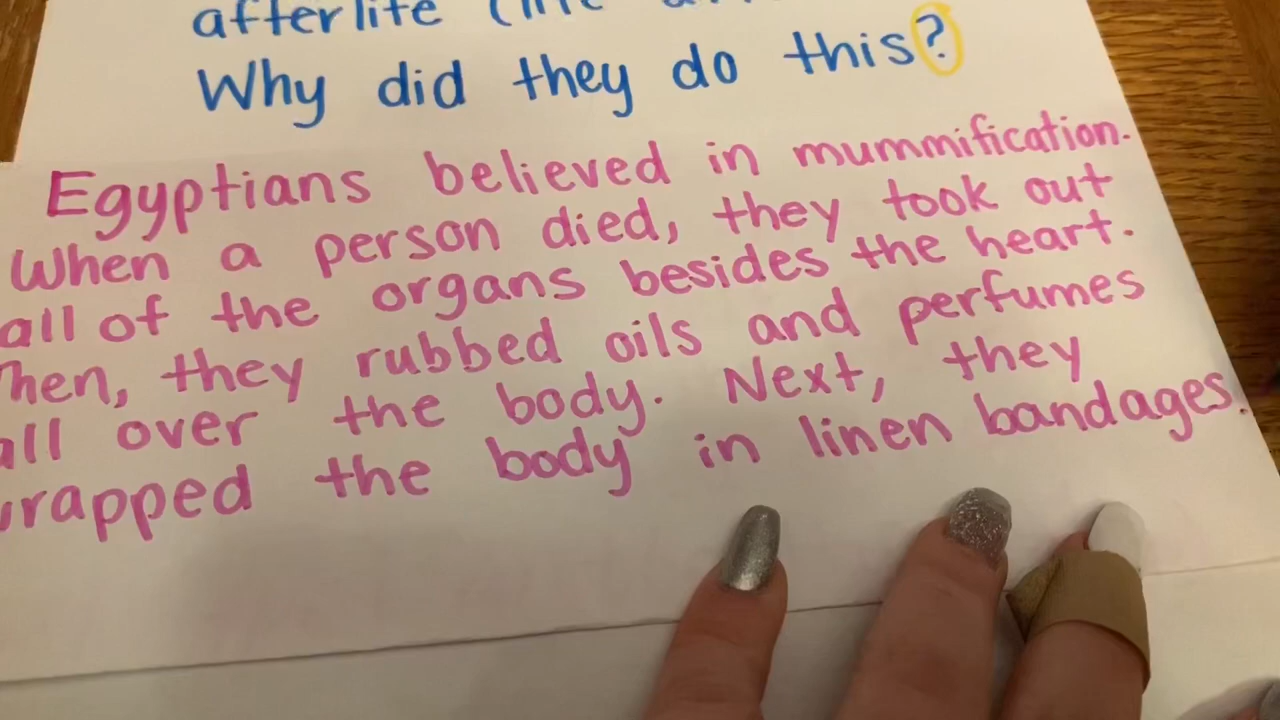 afterlife (life
Why did they do this?
Egyptians believed in mummification.
When a person died, they took out
all of the organs besides the heart.
Then, they rubbed oils and perfumes
all over the body. Next, they
wrapped the body in linen bandages.